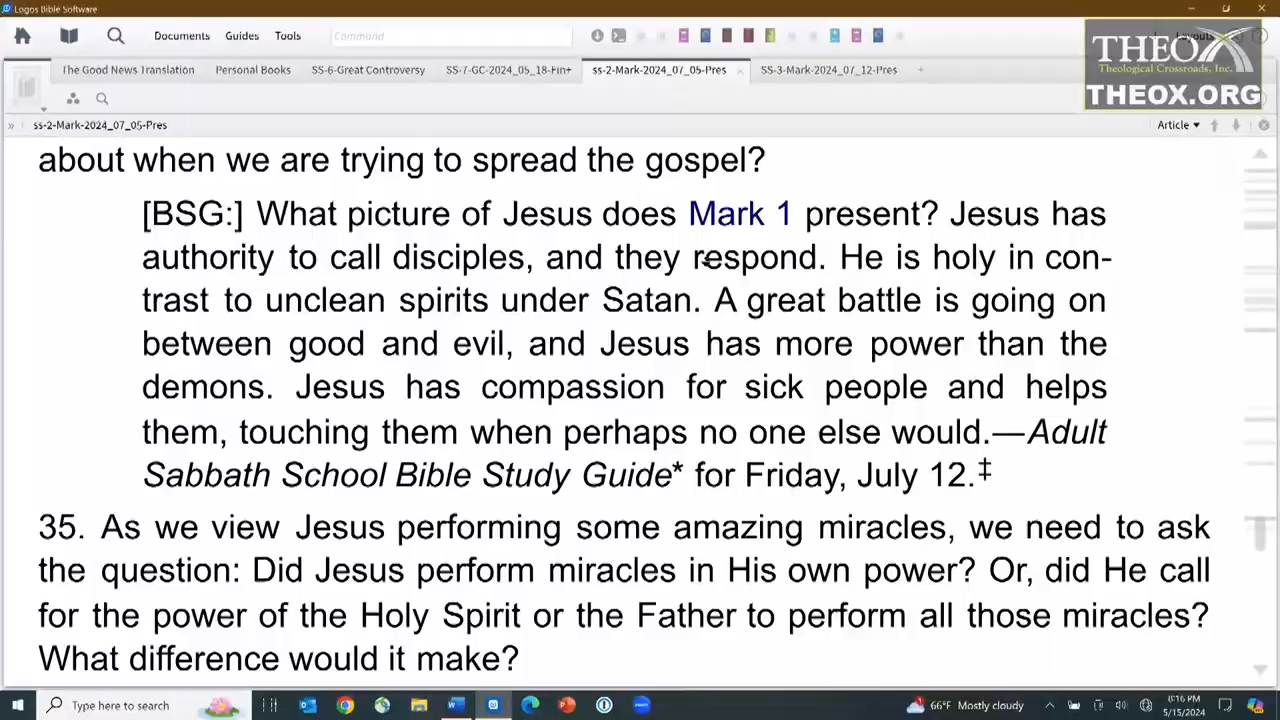 Logos Bible Software
Documents Guides Tools Command Layouts
The Good News Translation Personal Books SS-6-Great Contro 1_05_18-Fin+ ss-2-Mark-2024_07_05-Pres SS-3-Mark-2024_07_12-Pres
THEOX
Theological Crossroads, Inc.
THEOX.ORG
ss-2-Mark-2024_07_05-Pres Article
about when we are trying to spread the gospel?
[BSG:] What picture of Jesus does Mark 1 present? Jesus has
authority to call disciples, and they respond. He is holy in con-
trast to unclean spirits under Satan. A great battle is going on
between good and evil, and Jesus has more power than the
demons. Jesus has compassion for sick people and helps
them, touching them when perhaps no one else would.—Adult
Sabbath School Bible Study Guide* for Friday, July 12.‡
35. As we view Jesus performing some amazing miracles, we need to ask
the question: Did Jesus perform miracles in His own power? Or, did He call
for the power of the Holy Spirit or the Father to perform all those miracles?
What difference would it make?
Type here to search 66°F Mostly cloudy 8:16 PM
5/15/2024